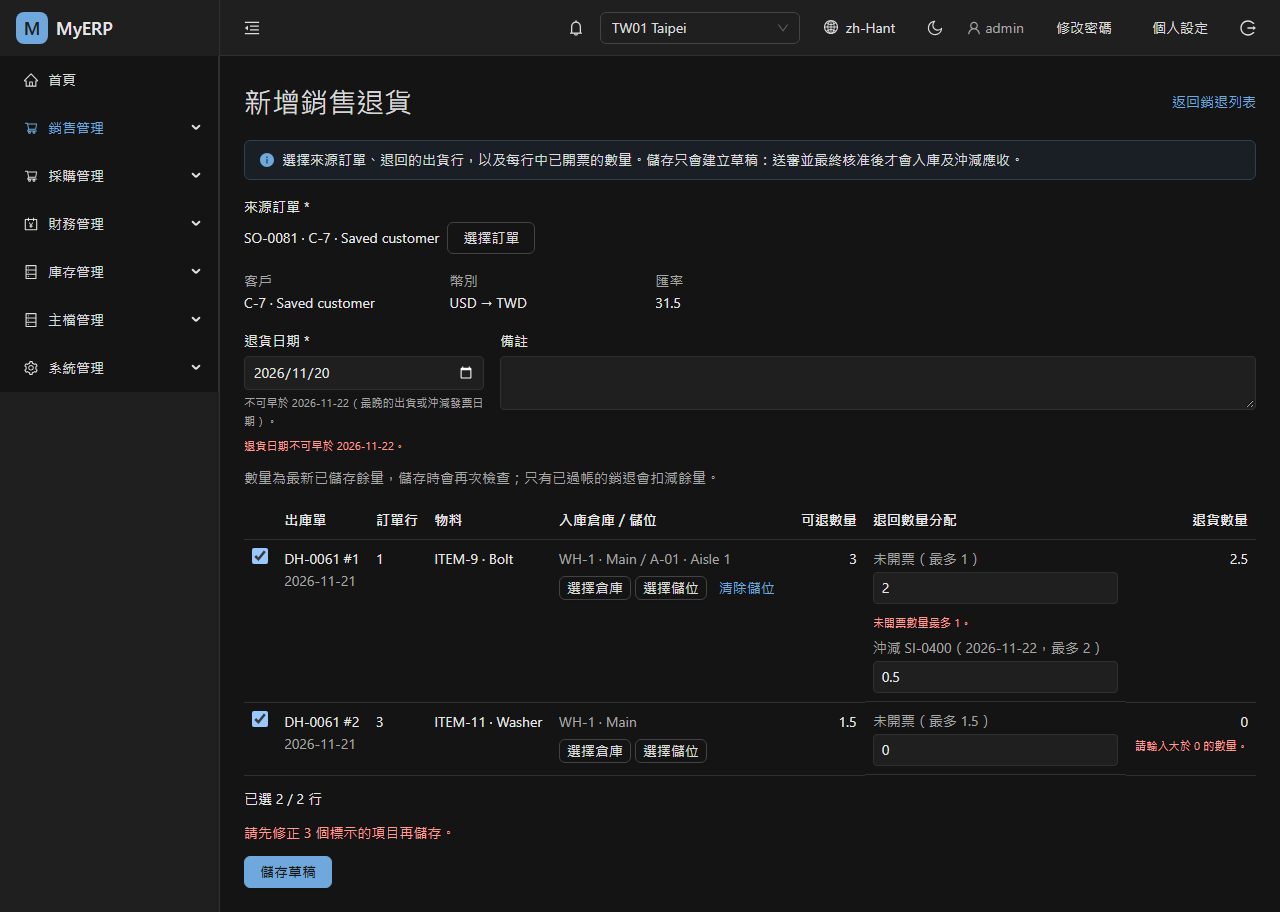 M MyERP
TW01 Taipei
zh-Hant
admin
修改密碼
個人設定
首頁
銷售管理
採購管理
財務管理
庫存管理
主檔管理
系統管理
新增銷售退貨
返回銷退列表
選擇來源訂單、退回的出貨行，以及每行中已開票的數量。儲存只會建立草稿：送審並最終核准後才會入庫及沖減應收。
來源訂單 *
SO-0081 · C-7 · Saved customer 選擇訂單
客戶 幣別 匯率
C-7 · Saved customer USD → TWD 31.5
退貨日期 * 備註
2026/11/20
不可早於 2026-11-22（最晚的出貨或沖減發票日
期）。
退貨日期不可早於 2026-11-22。
數量為最新已儲存餘量，儲存時會再次檢查；只有已過帳的銷退會扣減餘量。
出庫單 訂單行 物料 入庫倉庫 / 儲位 可退數量 退回數量分配 退貨數量
DH-0061 #1 1 ITEM-9 · Bolt WH-1 · Main / A-01 · Aisle 1 3 未開票（最多 1 ） 2.5
2026-11-21 選擇倉庫 選擇儲位 清除儲位 2
未開票數量最多 1。
沖減 SI-0400（2026-11-22，最多 2 ）
0.5
DH-0061 #2 3 ITEM-11 · Washer WH-1 · Main 1.5 未開票（最多 1.5 ） 0
2026-11-21 選擇倉庫 選擇儲位 0 請輸入大於 0 的數量。
已選 2 / 2 行
請先修正 3 個標示的項目再儲存。
儲存草稿